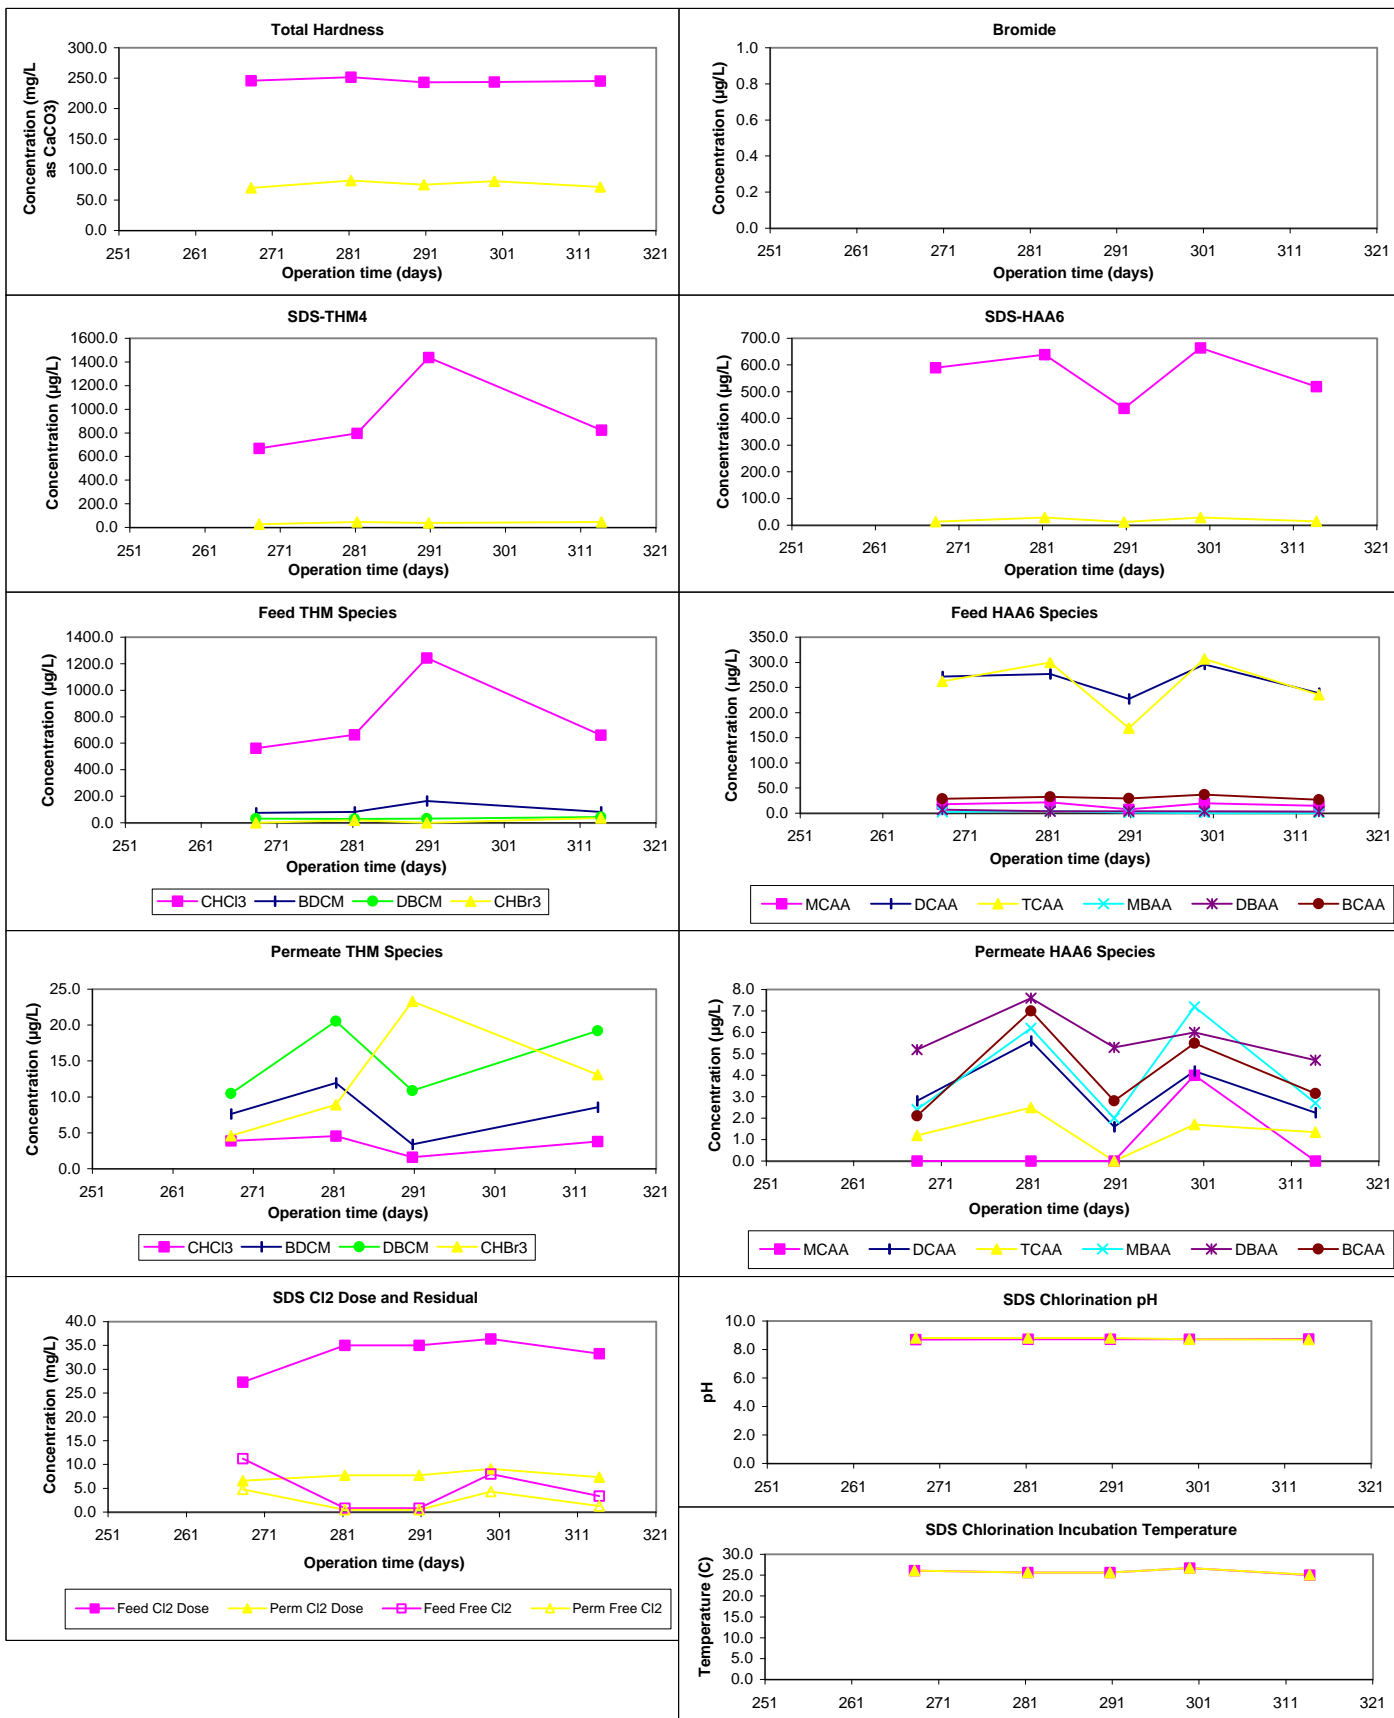 Total Hardness
Concentration (mg/L
as CaCO3)
300.0
250.0
200.0
150.0
100.0
50.0
0.0
251 261 271 281 291 301 311 321
Operation time (days)
Bromide
Concentration (µg/L)
1.0
0.8
0.6
0.4
0.2
0.0
251 261 271 281 291 301 311 321
Operation time (days)
SDS-THM4
Concentration (µg/L)
1600.0
1400.0
1200.0
1000.0
800.0
600.0
400.0
200.0
0.0
251 261 271 281 291 301 311 321
Operation time (days)
SDS-HAA6
Concentration (µg/L)
700.0
600.0
500.0
400.0
300.0
200.0
100.0
0.0
251 261 271 281 291 301 311 321
Operation time (days)
Feed THM Species
Concentration (µg/L)
1400.0
1200.0
1000.0
800.0
600.0
400.0
200.0
0.0
251 261 271 281 291 301 311 321
Operation time (days)
CHCl3 BDCM DBCM CHBr3
Feed HAA6 Species
Concentration (µg/L)
350.0
300.0
250.0
200.0
150.0
100.0
50.0
0.0
251 261 271 281 291 301 311 321
Operation time (days)
MCAA DCAA TCAA MBAA DBAA BCAA
Permeate THM Species
Concentration (µg/L)
25.0
20.0
15.0
10.0
5.0
0.0
251 261 271 281 291 301 311 321
Operation time (days)
CHCl3 BDCM DBCM CHBr3
Permeate HAA6 Species
Concentration (µg/L)
8.0
7.0
6.0
5.0
4.0
3.0
2.0
1.0
0.0
251 261 271 281 291 301 311 321
Operation time (days)
MCAA DCAA TCAA MBAA DBAA BCAA
SDS Cl2 Dose and Residual
Concentration (mg/L)
40.0
35.0
30.0
25.0
20.0
15.0
10.0
5.0
0.0
251 261 271 281 291 301 311 321
Operation time (days)
Feed Cl2 Dose Perm Cl2 Dose Feed Free Cl2 Perm Free Cl2
SDS Chlorination pH
pH
10.0
8.0
6.0
4.0
2.0
0.0
251 261 271 281 291 301 311 321
SDS Chlorination Incubation Temperature
Temperature (C)
30.0
25.0
20.0
15.0
10.0
5.0
0.0
251 261 271 281 291 301 311 321